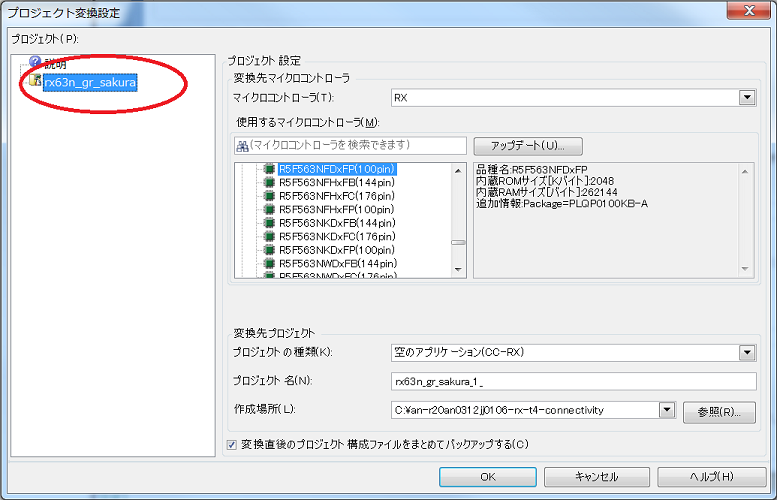 プロジェクト変換設定
プロジェクト(P):
説明
rx63n_gr_sakura
プロジェクト設定
変換先マイクロコントローラ
マイクロコントローラ(T):
RX
使用するマイクロコントローラ(M):
(マイクロコントローラを検索できます)
アップデート(U)...
R5F563NFDxFP(100pin)
R5F563NFHxFB(144pin)
R5F563NFHxFC(176pin)
R5F563NFHxFP(100pin)
R5F563NKDxFB(144pin)
R5F563NKDxFC(176pin)
R5F563NKDxFP(100pin)
R5F563NWDxFB(144pin)
R5F563NWDxFC(176pin)
品種名:R5F563NFDxFP
内蔵ROMサイズ[Kバイト]:2048
内蔵RAMサイズ[バイト]:262144
追加情報:Package=PLQP0100KB-A
変換先プロジェクト
プロジェクトの種類(K):
空のアプリケーション(CC-RX)
プロジェクト名(N):
rx63n_gr_sakura_1_
作成場所(L):
C:¥an-r20an0312jj0106-rx-t4-connectivity
参照(R)...
変換直後のプロジェクト構成ファイルをまとめてバックアップする(C)
OK
キャンセル
ヘルプ(H)